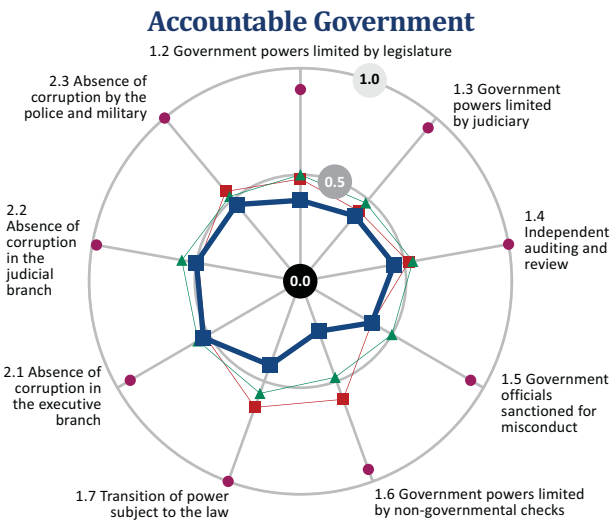 Accountable Government
1.2 Government powers limited by legislature
1.0
2.3 Absence of
corruption by the
police and military
1.3 Government
powers limited
by judiciary
0.5
2.2
Absence of
corruption
in the
judicial
branch
1.4
Independent
auditing and
review
0.0
2.1 Absence of
corruption in
the executive
branch
1.5 Government
officials
sanctioned for
misconduct
1.7 Transition of power
subject to the law
1.6 Government powers limited
by non-governmental checks